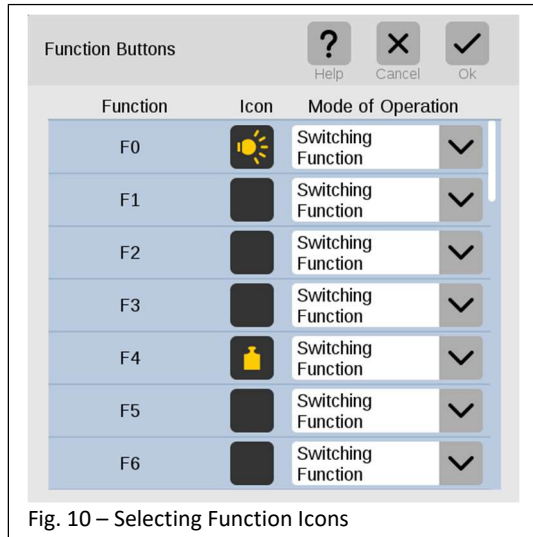 Function Buttons
?
Help Cancel Ok
Function Icon Mode of Operation
F0 Switching
Function
F1 Switching
Function
F2 Switching
Function
F3 Switching
Function
F4 Switching
Function
F5 Switching
Function
F6 Switching
Function
Fig. 10 – Selecting Function Icons